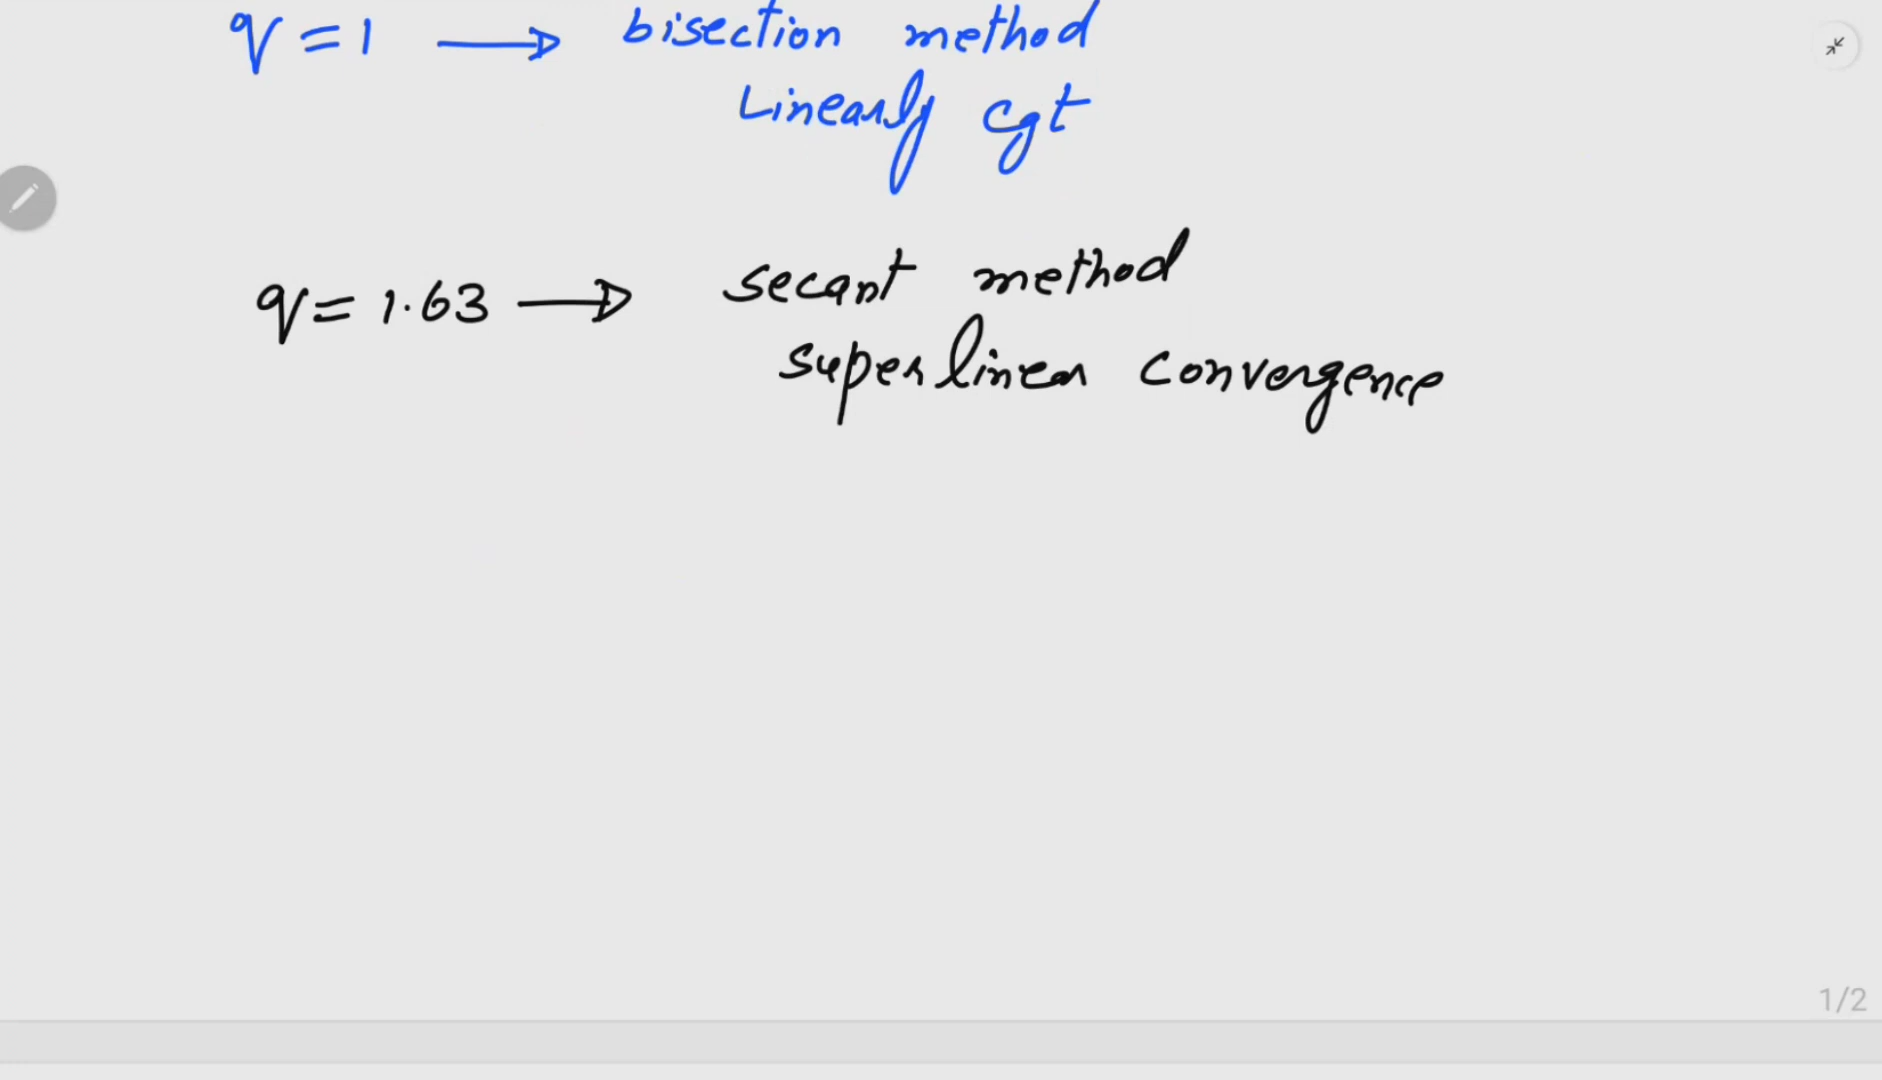 q = 1 → bisection method
Linearly cgt
q = 1.63 → secant method
superlinear convergence
1/2